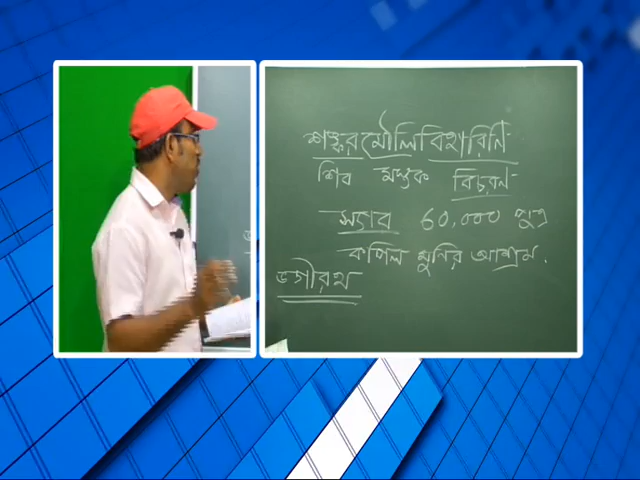 শঙ্করমৌলিবিহারিণি
শিব মস্তক বিচরণ
সগর 60,000 পুত্র
কপিল মুনির আশ্রম.
ভগীরথ